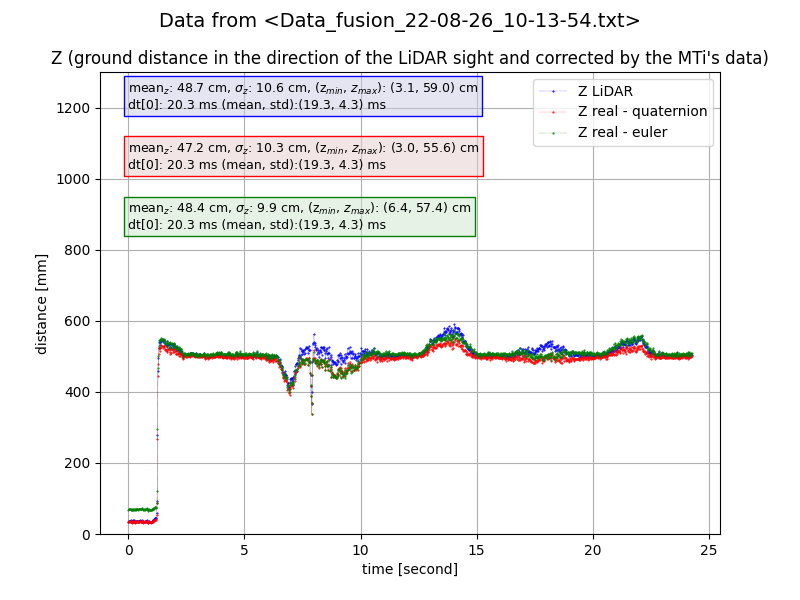 Data from <Data_fusion_22-08-26_10-13-54.txt>
Z (ground distance in the direction of the LiDAR sight and corrected by the MTi's data)
mean_z: 48.7 cm, σ_z: 10.6 cm, (z_min, z_max): (3.1, 59.0) cm
dt[0]: 20.3 ms (mean, std):(19.3, 4.3) ms
mean_z: 47.2 cm, σ_z: 10.3 cm, (z_min, z_max): (3.0, 55.6) cm
dt[0]: 20.3 ms (mean, std):(19.3, 4.3) ms
mean_z: 48.4 cm, σ_z: 9.9 cm, (z_min, z_max): (6.4, 57.4) cm
dt[0]: 20.3 ms (mean, std):(19.3, 4.3) ms
Z LiDAR
Z real - quaternion
Z real - euler
distance [mm]
1200
1000
800
600
400
200
0
0 5 10 15 20 25
time [second]